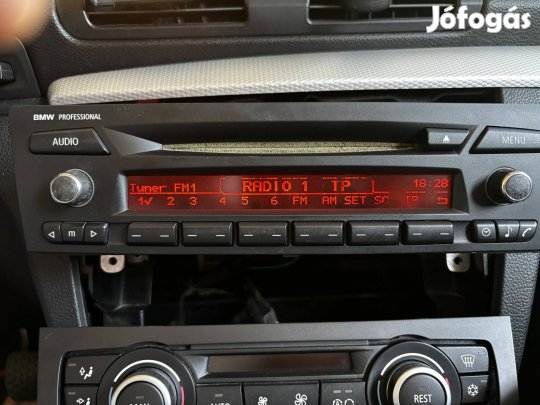 Jófogás
BMW PROFESSIONAL
AUDIO
MENU
Tuner FM1 RADIO 1 TP 18:28
1✓ 2 3 4 5 6 FM AM SET SC TP
m
REST